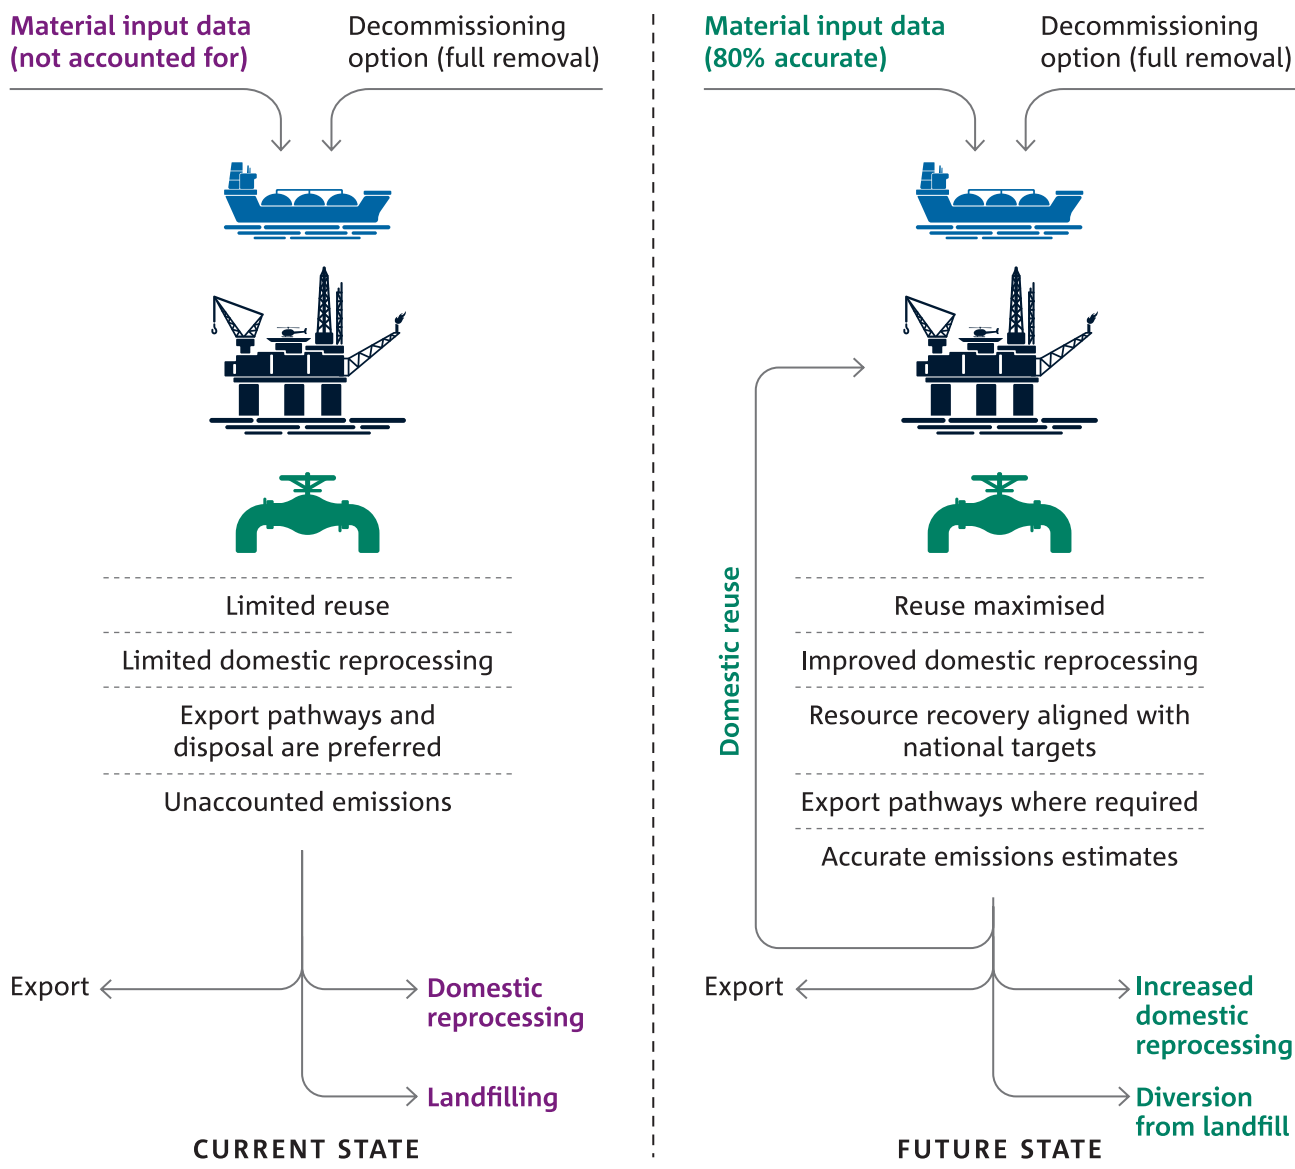 Material input data
(not accounted for)
Decommissioning
option (full removal)
Limited reuse
Limited domestic reprocessing
Export pathways and
disposal are preferred
Unaccounted emissions
Export
Domestic
reprocessing
Landfilling
CURRENT STATE
Material input data
(80% accurate)
Decommissioning
option (full removal)
Domestic reuse
Reuse maximised
Improved domestic reprocessing
Resource recovery aligned with
national targets
Export pathways where required
Accurate emissions estimates
Export
Increased
domestic
reprocessing
Diversion
from landfill
FUTURE STATE